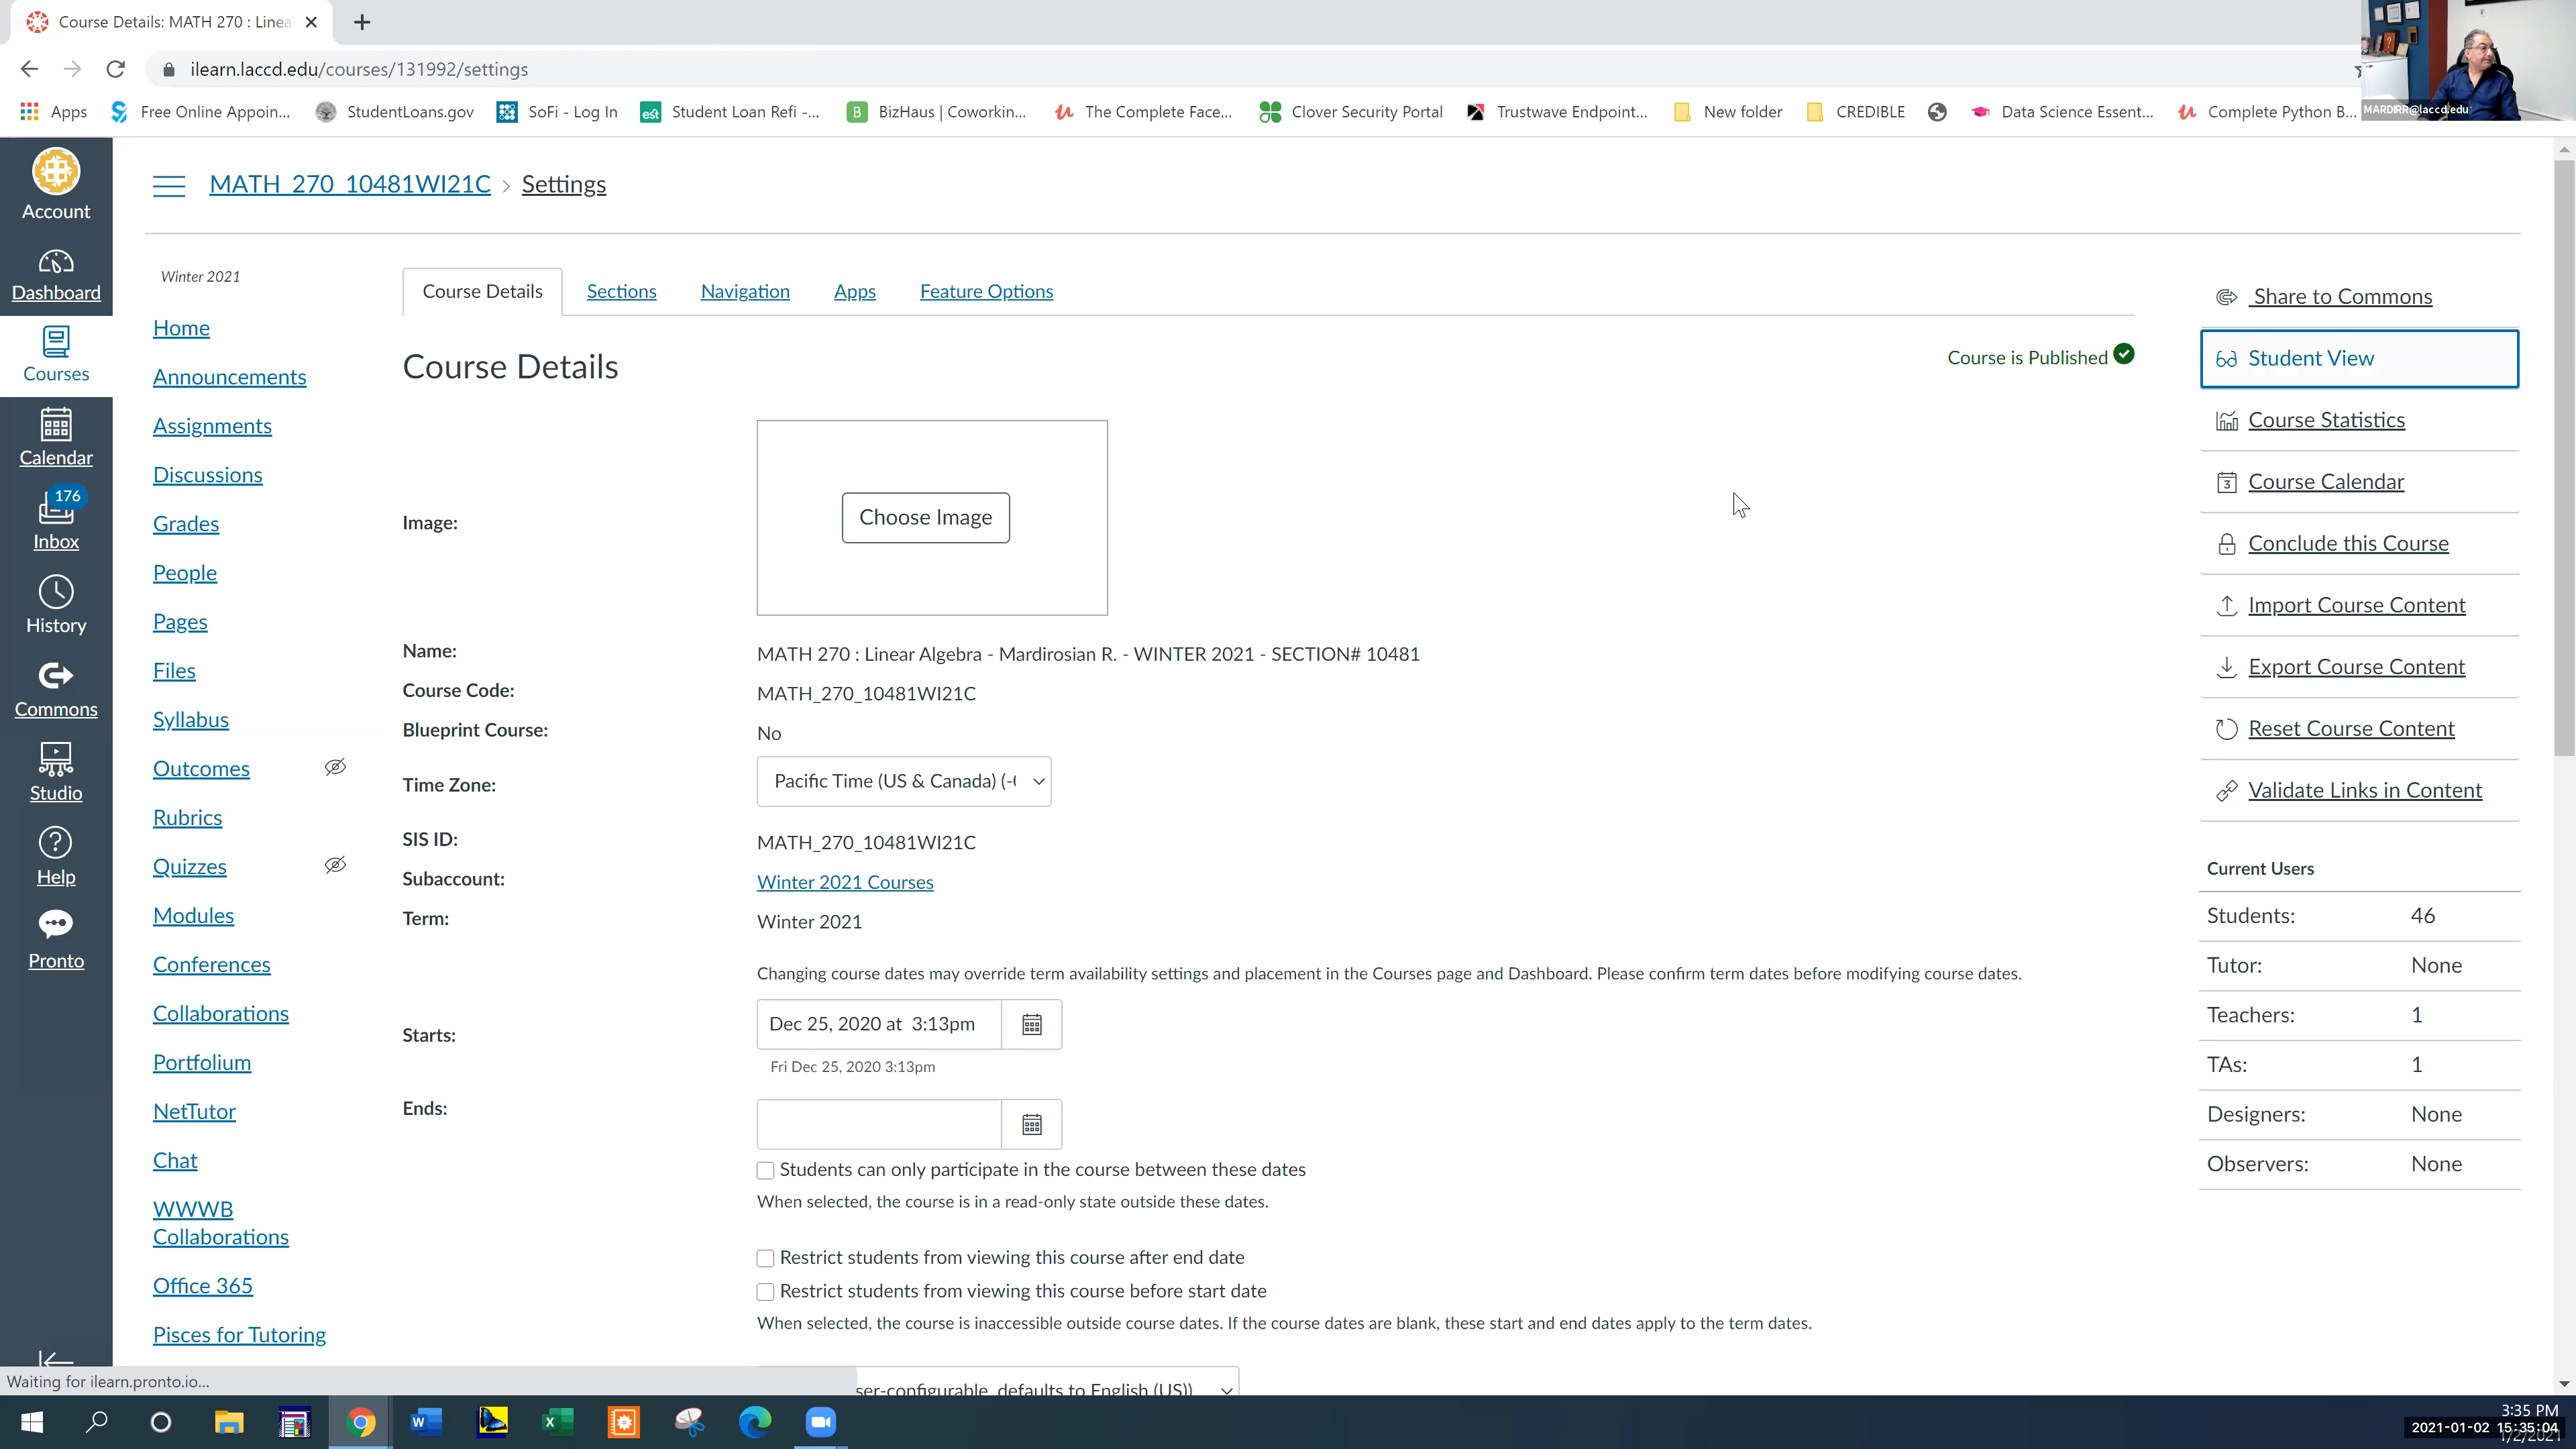 Course Details: MATH 270 : Linea
ilearn.laccd.edu/courses/131992/settings
Apps
Free Online Appoin...
StudentLoans.gov
SoFi - Log In
Student Loan Refi -...
BizHaus | Coworkin...
The Complete Face...
Clover Security Portal
Trustwave Endpoint...
New folder
CREDIBLE
Data Science Essent...
Complete Python B...
MARDIRR@laccd.edu
Account
Dashboard
Courses
Calendar
176
Inbox
History
Commons
Studio
Help
Pronto
MATH_270_10481WI21C > Settings
Winter 2021
Home
Announcements
Assignments
Discussions
Grades
People
Pages
Files
Syllabus
Outcomes
Rubrics
Quizzes
Modules
Conferences
Collaborations
Portfolium
NetTutor
Chat
WWWB
Collaborations
Office 365
Pisces for Tutoring
Course Details
Sections
Navigation
Apps
Feature Options
Course Details
Course is Published
Image:
Choose Image
Name:
MATH 270 : Linear Algebra - Mardirosian R. - WINTER 2021 - SECTION# 10481
Course Code:
MATH_270_10481WI21C
Blueprint Course:
No
Time Zone:
Pacific Time (US & Canada) (-
SIS ID:
MATH_270_10481WI21C
Subaccount:
Winter 2021 Courses
Term:
Winter 2021
Changing course dates may override term availability settings and placement in the Courses page and Dashboard. Please confirm term dates before modifying course dates.
Starts:
Dec 25, 2020 at 3:13pm
Fri Dec 25, 2020 3:13pm
Ends:
Students can only participate in the course between these dates
When selected, the course is in a read-only state outside these dates.
Restrict students from viewing this course after end date
Restrict students from viewing this course before start date
When selected, the course is inaccessible outside course dates. If the course dates are blank, these start and end dates apply to the term dates.
ser-configurable, defaults to English (US))
Share to Commons
Student View
Course Statistics
3
Course Calendar
Conclude this Course
Import Course Content
Export Course Content
Reset Course Content
Validate Links in Content
Current Users
Students: 46
Tutor: None
Teachers: 1
TAs: 1
Designers: None
Observers: None
Waiting for ilearn.pronto.io...
3:35 PM
2021-01-02 15:35:04
1/2/2021